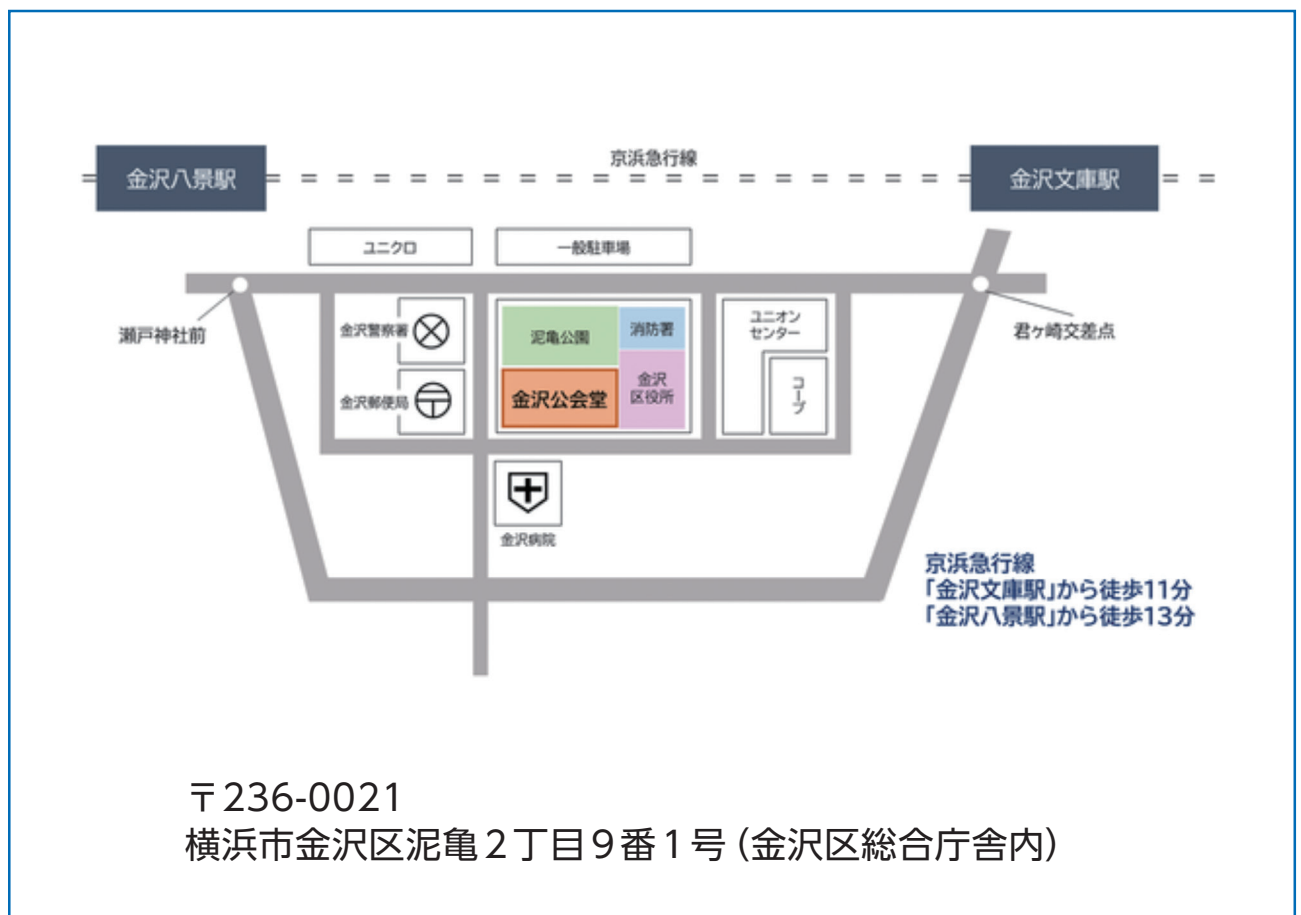 京浜急行線
金沢八景駅
金沢文庫駅
ユニクロ
一般駐車場
瀬戸神社前
金沢警察署
泥亀公園
消防署
ユニオン
センター
君ヶ崎交差点
金沢郵便局
金沢公会堂
金沢
区役所
コープ
金沢病院
京浜急行線
「金沢文庫駅」から徒歩11分
「金沢八景駅」から徒歩13分
〒236-0021
横浜市金沢区泥亀２丁目９番１号（金沢区総合庁舎内）